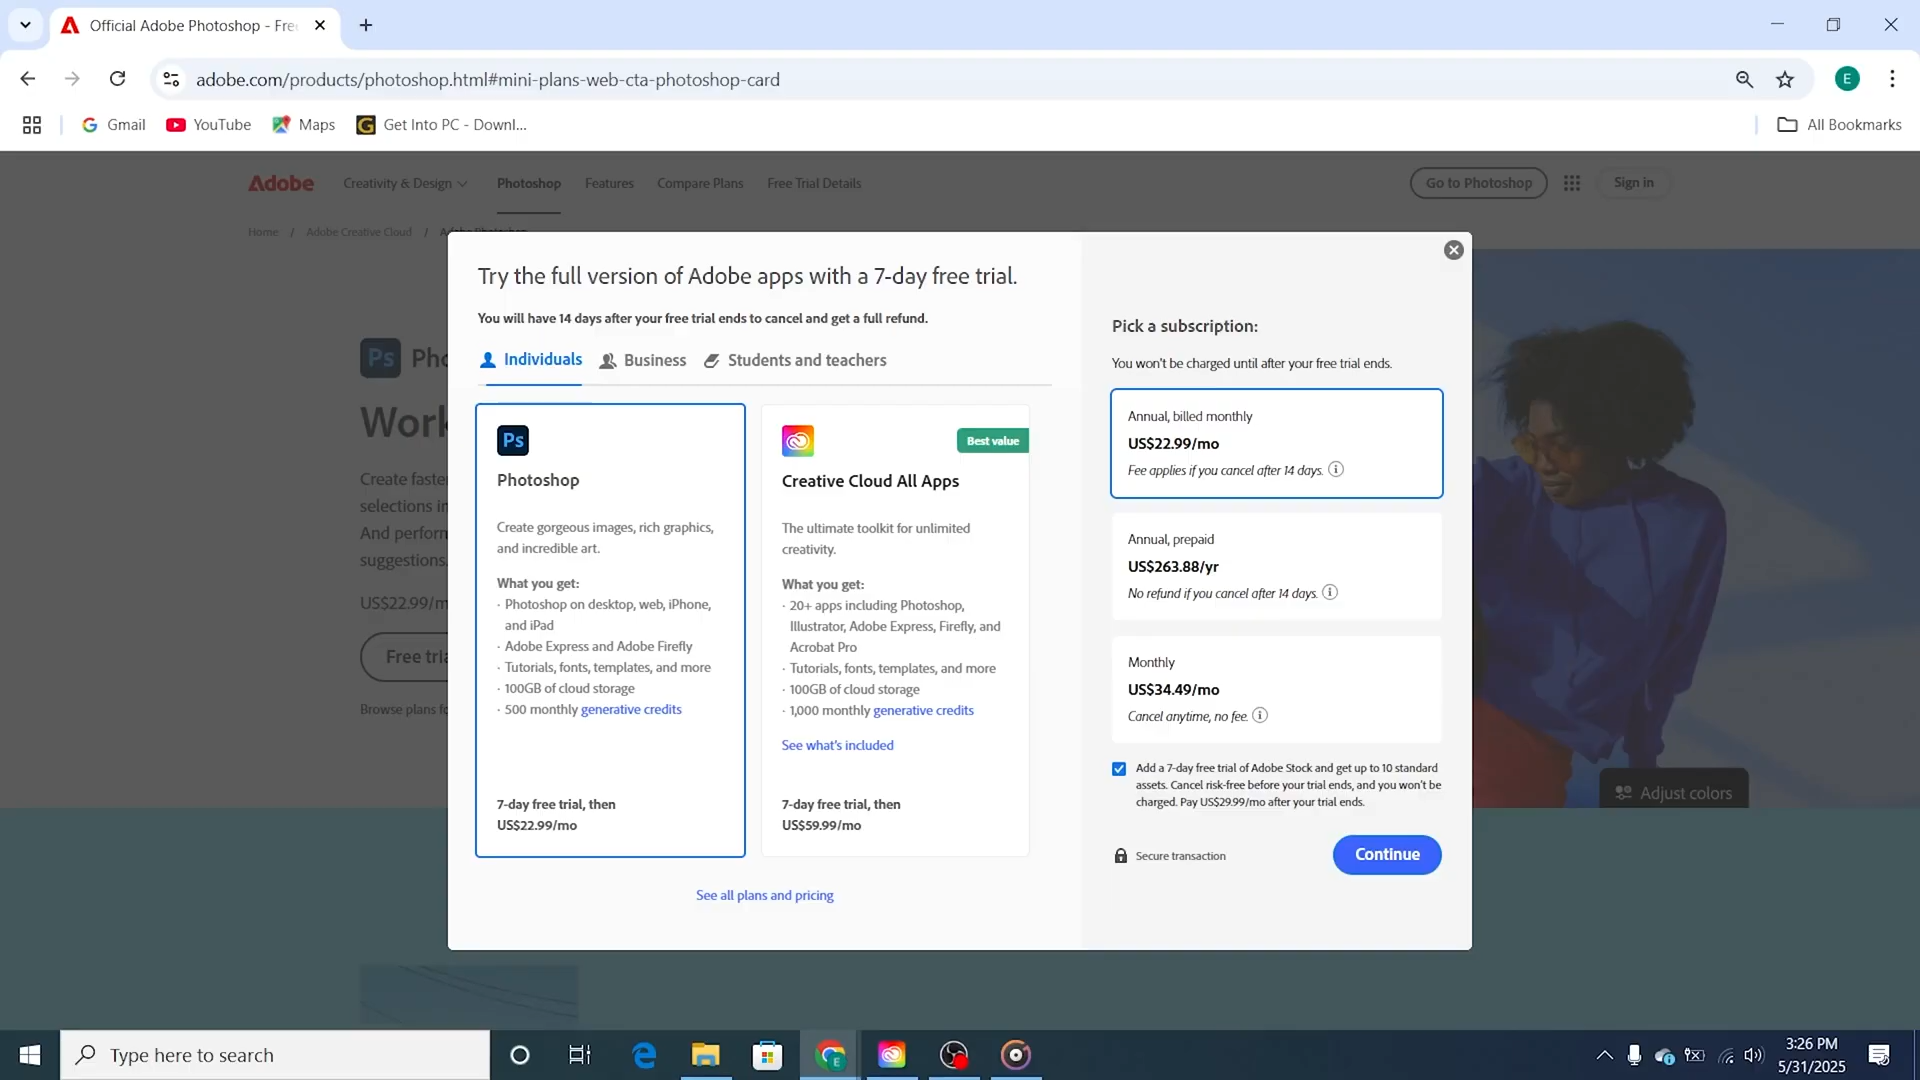 Official Adobe Photoshop - Fre
adobe.com/products/photoshop.html#mini-plans-web-cta-photoshop-card
E
Gmail
YouTube
Maps
Get Into PC - Downl...
All Bookmarks
Adobe
Creativity & Design
Photoshop
Features
Compare Plans
Free Trial Details
Go to Photoshop
Sign in
Home / Adobe Creative Cloud / Adobe Photoshop
Try the full version of Adobe apps with a 7-day free trial.
You will have 14 days after your free trial ends to cancel and get a full refund.
Individuals
Business
Students and teachers
Ps
Photoshop
Create gorgeous images, rich graphics,
and incredible art.
What you get:
· Photoshop on desktop, web, iPhone,
and iPad
· Adobe Express and Adobe Firefly
· Tutorials, fonts, templates, and more
· 100GB of cloud storage
· 500 monthly generative credits
7-day free trial, then
US$22.99/mo
Best value
Creative Cloud All Apps
The ultimate toolkit for unlimited
creativity.
What you get:
· 20+ apps including Photoshop,
Illustrator, Adobe Express, Firefly, and
Acrobat Pro
· Tutorials, fonts, templates, and more
· 100GB of cloud storage
· 1,000 monthly generative credits
See what's included
7-day free trial, then
US$59.99/mo
See all plans and pricing
Pick a subscription:
You won't be charged until after your free trial ends.
Annual, billed monthly
US$22.99/mo
Fee applies if you cancel after 14 days.
Annual, prepaid
US$263.88/yr
No refund if you cancel after 14 days.
Monthly
US$34.49/mo
Cancel anytime, no fee.
Add a 7-day free trial of Adobe Stock and get up to 10 standard
assets. Cancel risk-free before your trial ends, and you won't be
charged. Pay US$29.99/mo after your trial ends.
Secure transaction
Continue
Ps
Pho
Work
Create faste
selections i
And perform
suggestions.
US$22.99/m
Free tria
Browse plans fo
Adjust colors
Type here to search
3:26 PM
5/31/2025